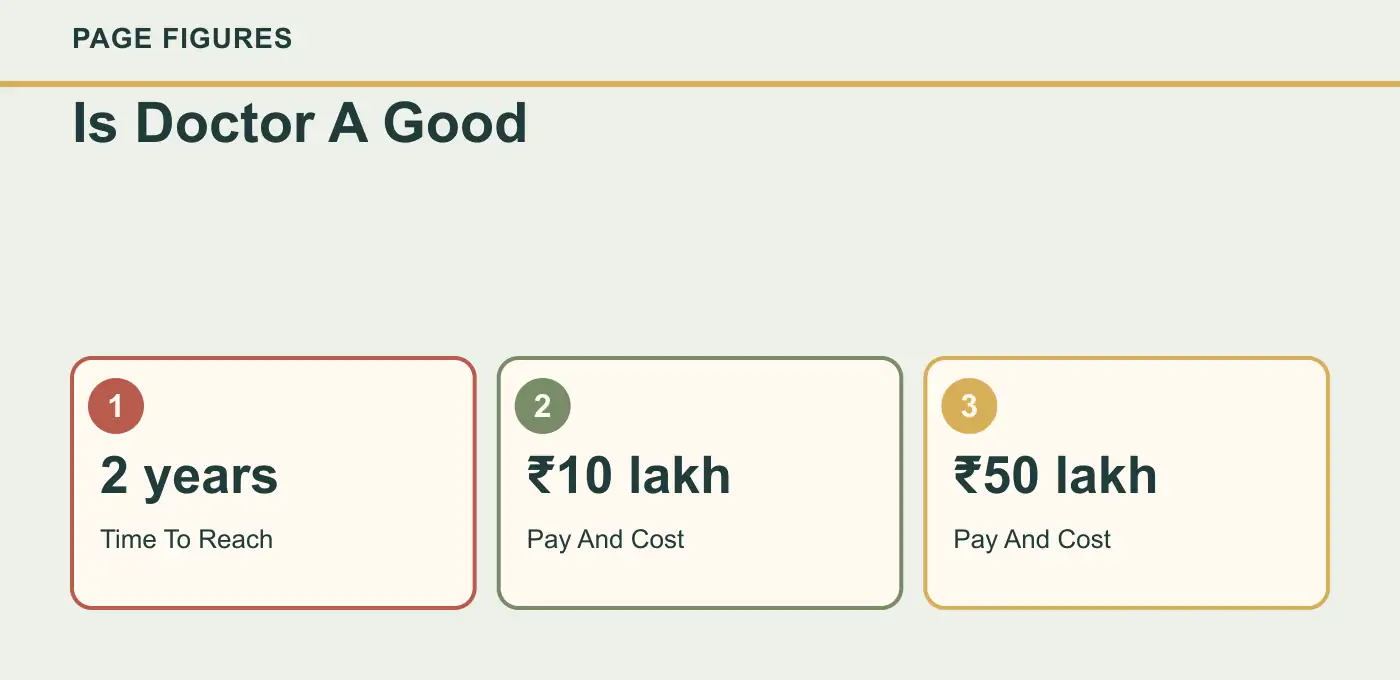 PAGE FIGURES
Is Doctor A Good
1
2 years
Time To Reach
2
₹10 lakh
Pay And Cost
3
₹50 lakh
Pay And Cost